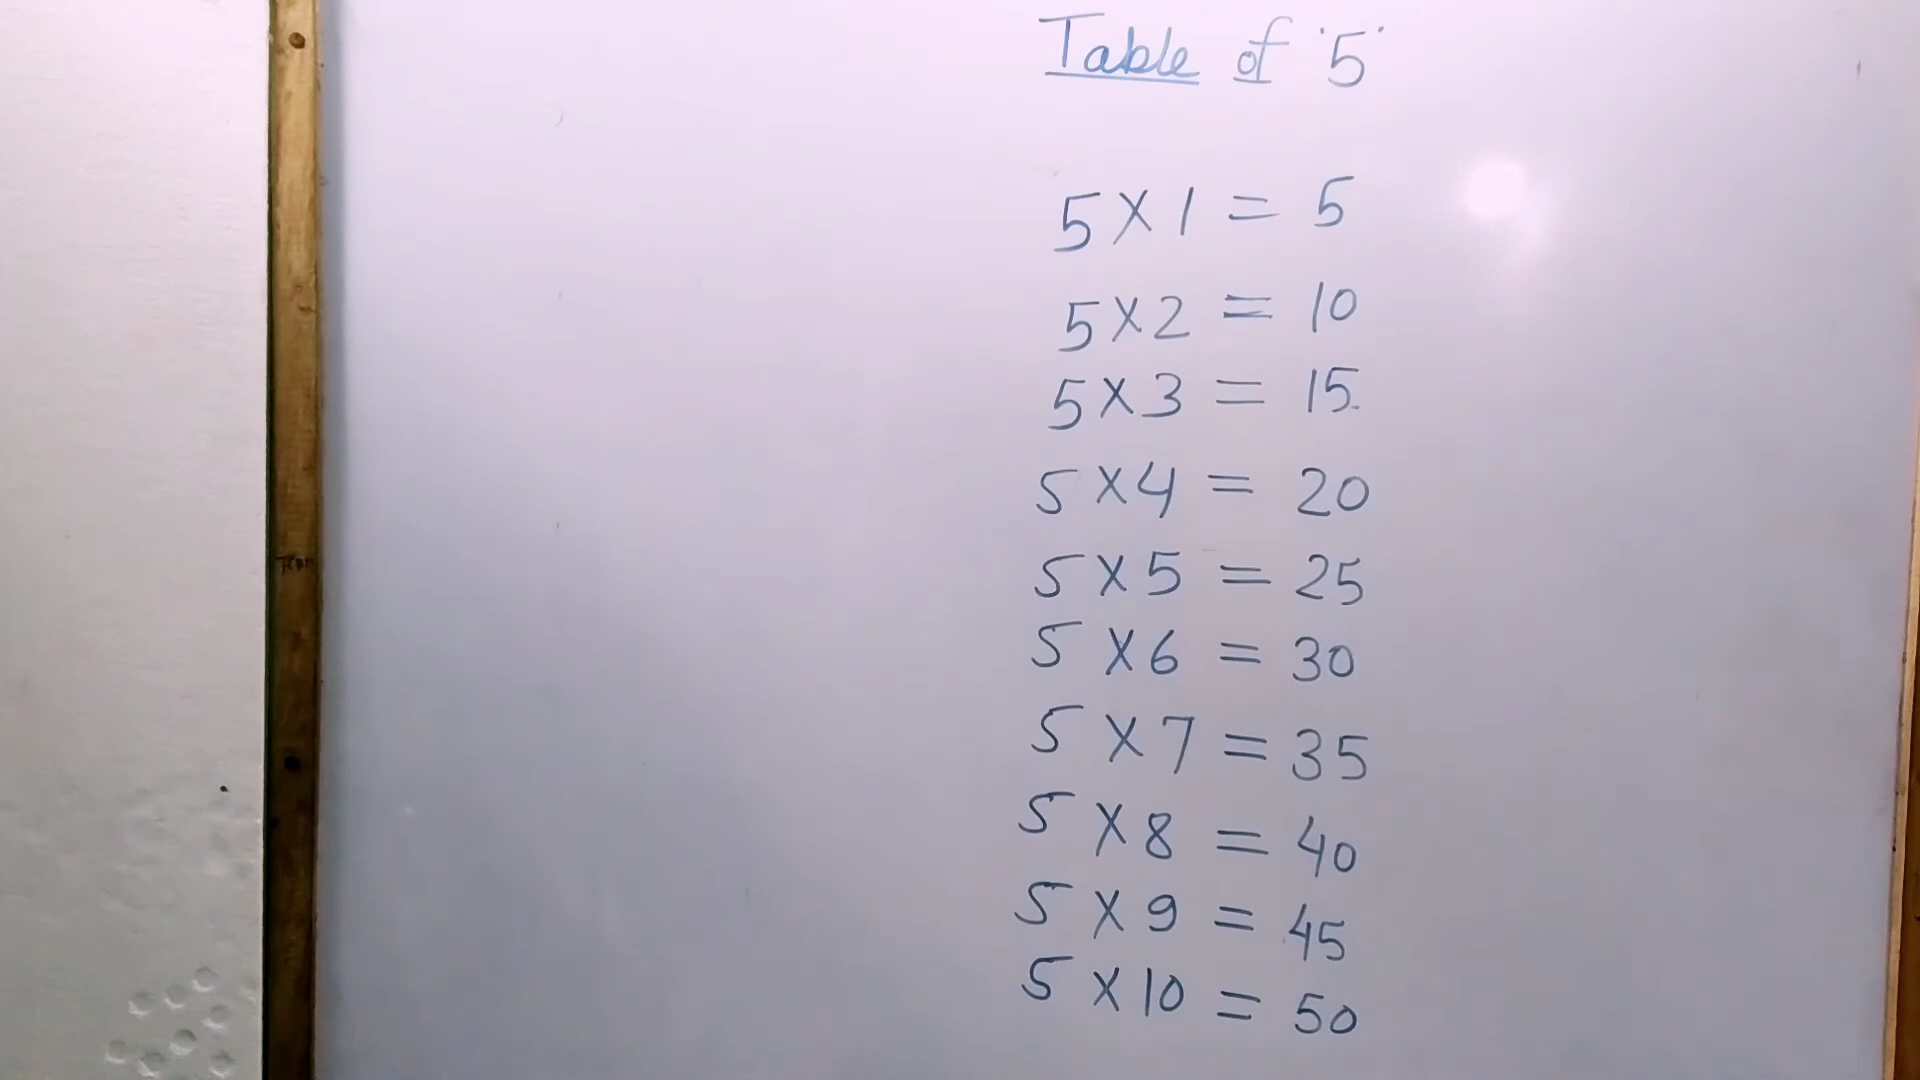 Table of '5'
5 X 1 = 5
5 X 2 = 10
5 X 3 = 15
5 X 4 = 20
5 X 5 = 25
5 X 6 = 30
5 X 7 = 35
5 X 8 = 40
5 X 9 = 45
5 X 10 = 50